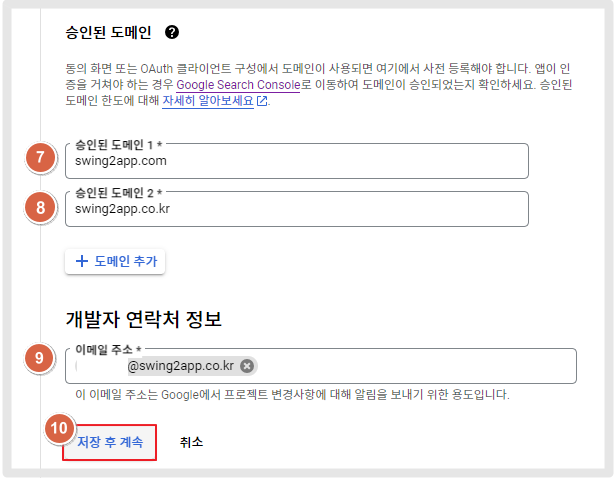 승인된 도메인 ?
동의 화면 또는 OAuth 클라이언트 구성에서 도메인이 사용되면 여기에서 사전 등록해야 합니다. 앱이 인
증을 거쳐야 하는 경우 Google Search Console로 이동하여 도메인이 승인되었는지 확인하세요. 승인된
도메인 한도에 대해 자세히 알아보세요.
승인된 도메인 1 *
7 swing2app.com
승인된 도메인 2 *
8 swing2app.co.kr
+ 도메인 추가
개발자 연락처 정보
이메일 주소 *
9 @swing2app.co.kr
이 이메일 주소는 Google에서 프로젝트 변경사항에 대해 알림을 보내기 위한 용도입니다.
10 저장 후 계속 취소